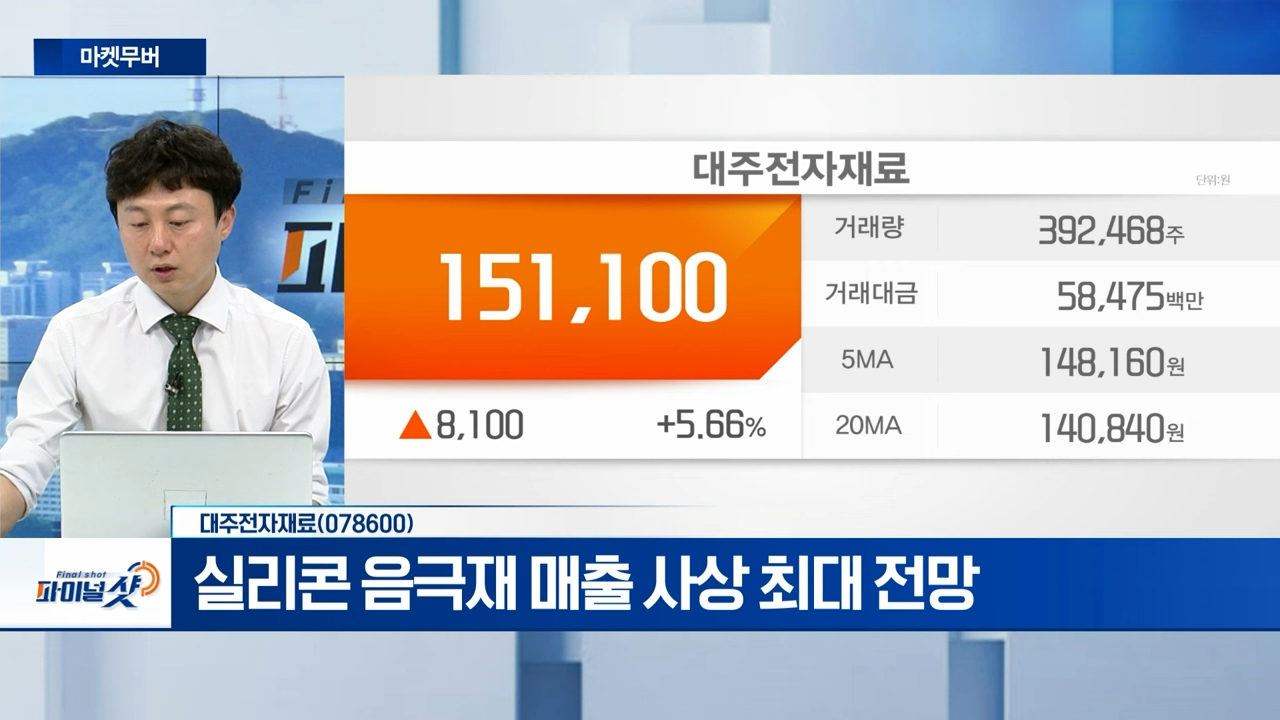 마켓무버
대주전자재료
단위:원
151,100
▲8,100 +5.66%
거래량 392,468주
거래대금 58,475백만
5MA 148,160원
20MA 140,840원
Fi
파
대주전자재료(078600)
Final shot
파이널샷
실리콘 음극재 매출 사상 최대 전망